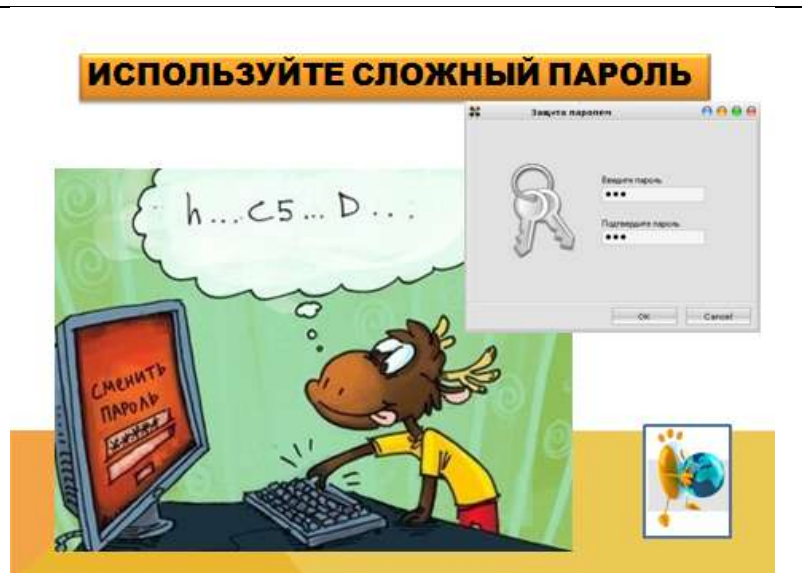 ИСПОЛЬЗУЙТЕ СЛОЖНЫЙ ПАРОЛЬ
Защита паролем
Введите пароль
Подтвердите пароль
OK
Cancel
h...C5...D...
СМЕНИТЬ
ПАРОЛЬ